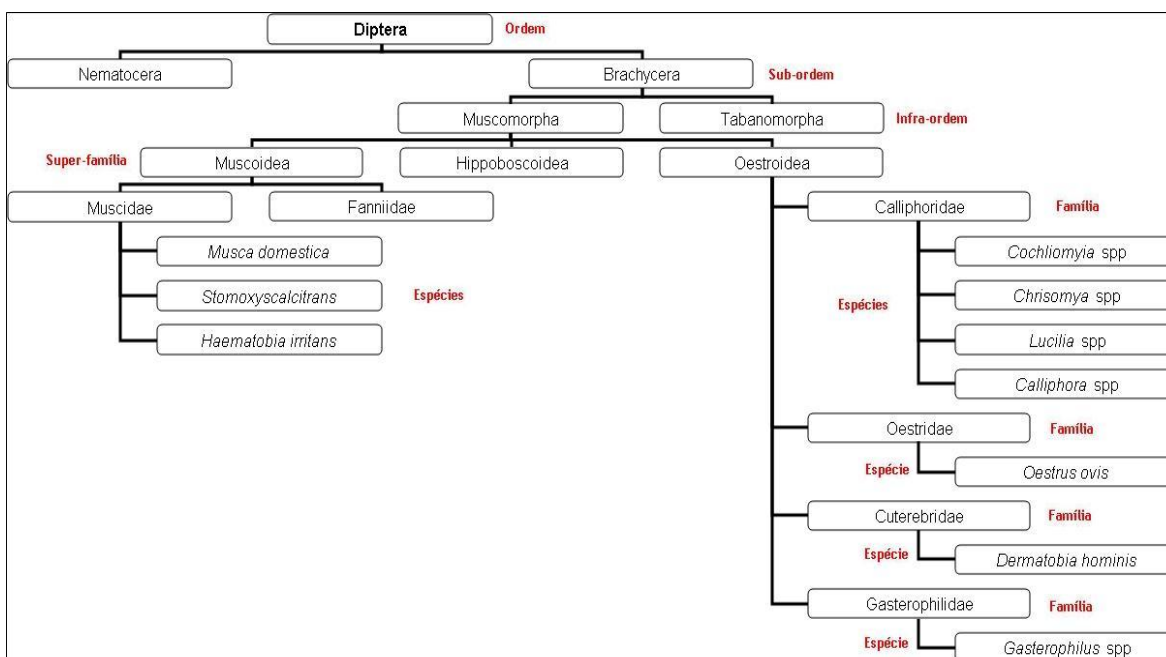 Diptera Ordem
Nematocera Brachycera Sub-ordem
Muscomorpha Tabanomorpha Infra-ordem
Super-família Muscoidea Hippoboscoidea Oestroidea
Muscidae Fanniidae Calliphoridae Família
Musca domestica Cochliomyia spp
Stomoxyscalcitrans Espécies Espécies Chrisomya spp
Haematobia irritans Lucilia spp
Calliphora spp
Oestridae Família
Espécie Oestrus ovis
Cuterebridae Família
Espécie Dermatobia hominis
Gasterophilidae Família
Espécie Gasterophilus spp